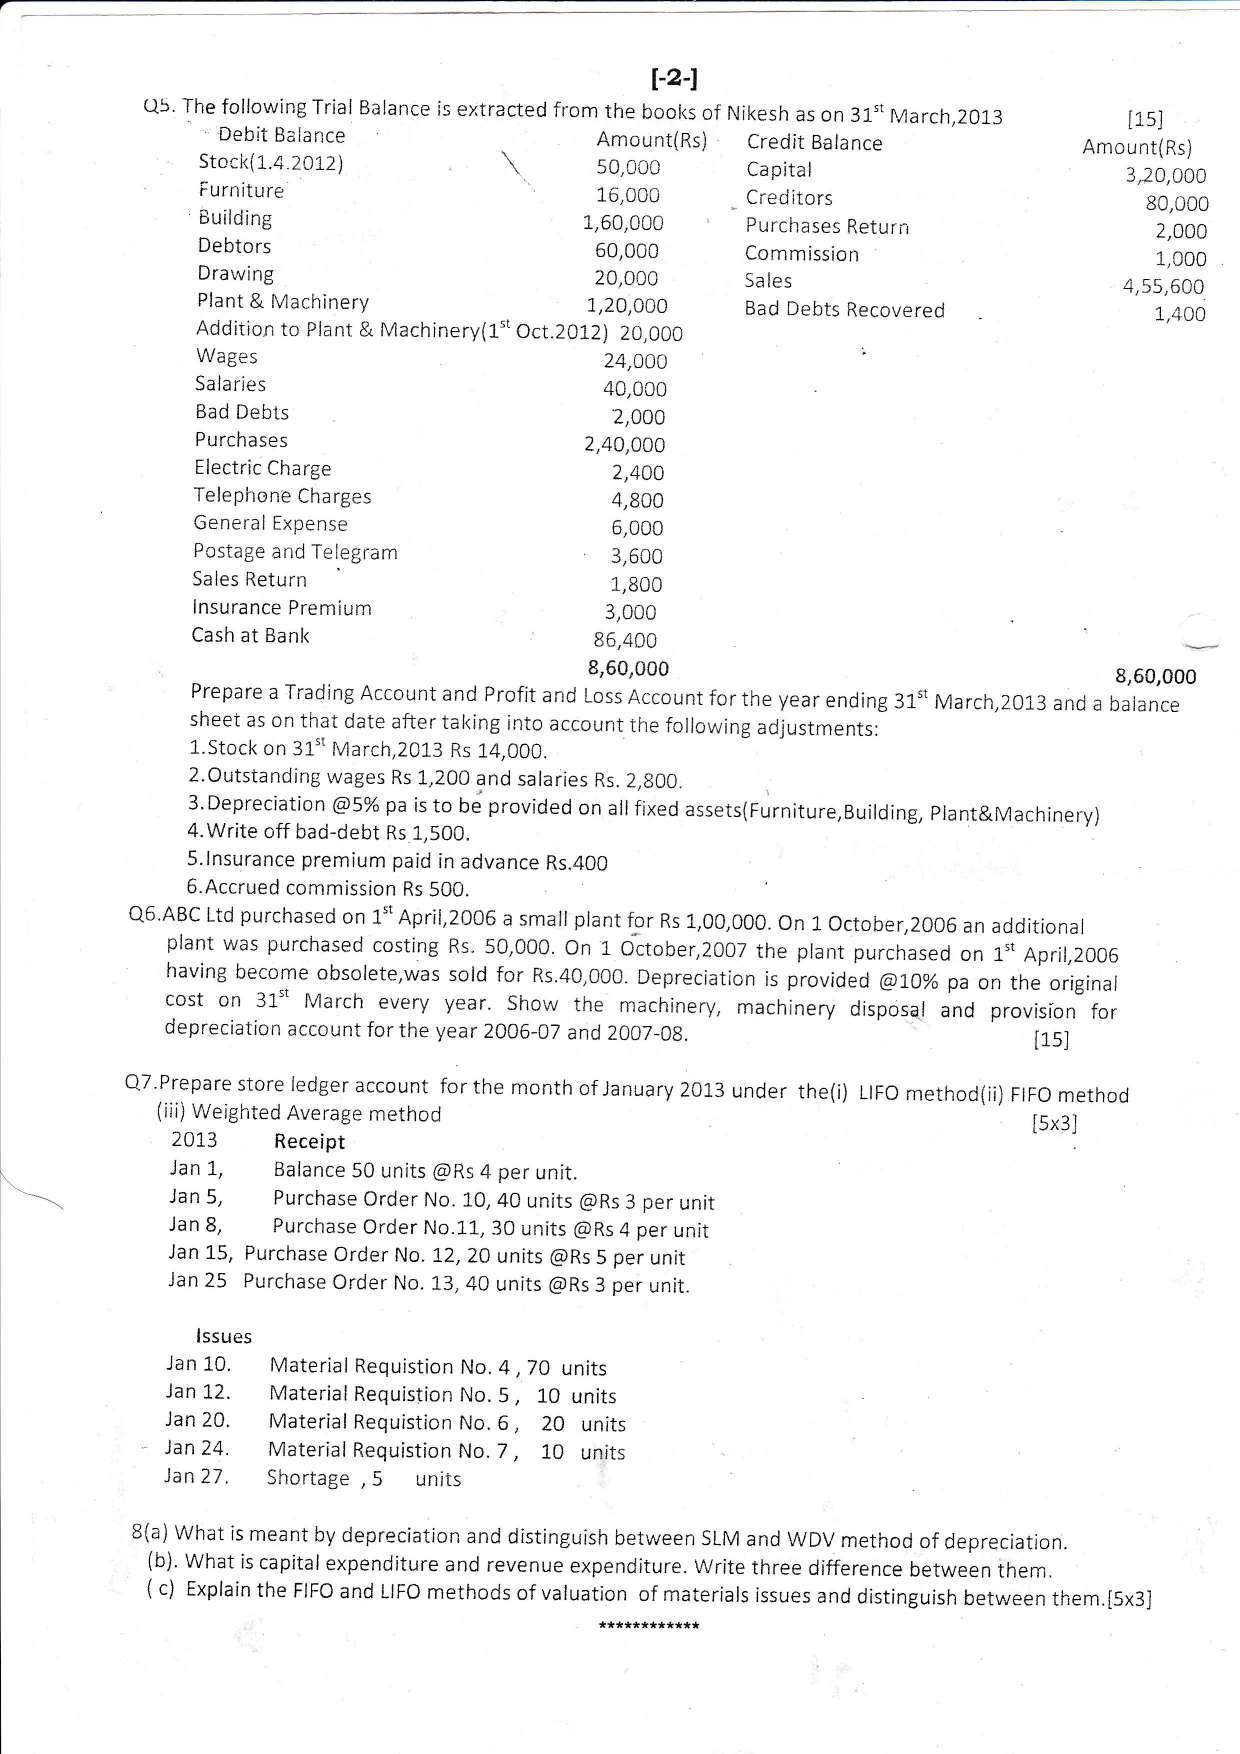 [-2-]
Q5. The following Trial Balance is extracted from the books of Nikesh as on 31st March,2013 [15]
Debit Balance Amount(Rs) Credit Balance Amount(Rs)
Stock(1.4.2012) 50,000 Capital 3,20,000
Furniture 16,000 Creditors 80,000
Building 1,60,000 Purchases Return 2,000
Debtors 60,000 Commission 1,000
Drawing 20,000 Sales 4,55,600
Plant & Machinery 1,20,000 Bad Debts Recovered 1,400
Addition to Plant & Machinery(1st Oct.2012) 20,000
Wages 24,000
Salaries 40,000
Bad Debts 2,000
Purchases 2,40,000
Electric Charge 2,400
Telephone Charges 4,800
General Expense 6,000
Postage and Telegram 3,600
Sales Return 1,800
Insurance Premium 3,000
Cash at Bank 86,400
8,60,000 8,60,000
Prepare a Trading Account and Profit and Loss Account for the year ending 31st March,2013 and a balance
sheet as on that date after taking into account the following adjustments:
1.Stock on 31st March,2013 Rs 14,000.
2.Outstanding wages Rs 1,200 and salaries Rs. 2,800.
3.Depreciation @5% pa is to be provided on all fixed assets(Furniture,Building, Plant&Machinery)
4.Write off bad-debt Rs 1,500.
5.Insurance premium paid in advance Rs.400
6.Accrued commission Rs 500.
Q6.ABC Ltd purchased on 1st April,2006 a small plant for Rs 1,00,000. On 1 October,2006 an additional
plant was purchased costing Rs. 50,000. On 1 October,2007 the plant purchased on 1st April,2006
having become obsolete,was sold for Rs.40,000. Depreciation is provided @10% pa on the original
cost on 31st March every year. Show the machinery, machinery disposal and provision for
depreciation account for the year 2006-07 and 2007-08. [15]
Q7.Prepare store ledger account for the month of January 2013 under the(i) LIFO method(ii) FIFO method
(iii) Weighted Average method [5x3]
2013 Receipt
Jan 1, Balance 50 units @Rs 4 per unit.
Jan 5, Purchase Order No. 10, 40 units @Rs 3 per unit
Jan 8, Purchase Order No.11, 30 units @Rs 4 per unit
Jan 15, Purchase Order No. 12, 20 units @Rs 5 per unit
Jan 25 Purchase Order No. 13, 40 units @Rs 3 per unit.
Issues
Jan 10. Material Requistion No. 4 , 70 units
Jan 12. Material Requistion No. 5 , 10 units
Jan 20. Material Requistion No. 6 , 20 units
Jan 24. Material Requistion No. 7 , 10 units
Jan 27. Shortage , 5 units
8(a) What is meant by depreciation and distinguish between SLM and WDV method of depreciation.
(b). What is capital expenditure and revenue expenditure. Write three difference between them.
( c) Explain the FIFO and LIFO methods of valuation of materials issues and distinguish between them.[5x3]
************